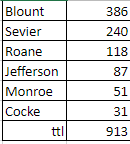 Blount 386
Sevier 240
Roane 118
Jefferson 87
Monroe 51
Cocke 31
ttl 913